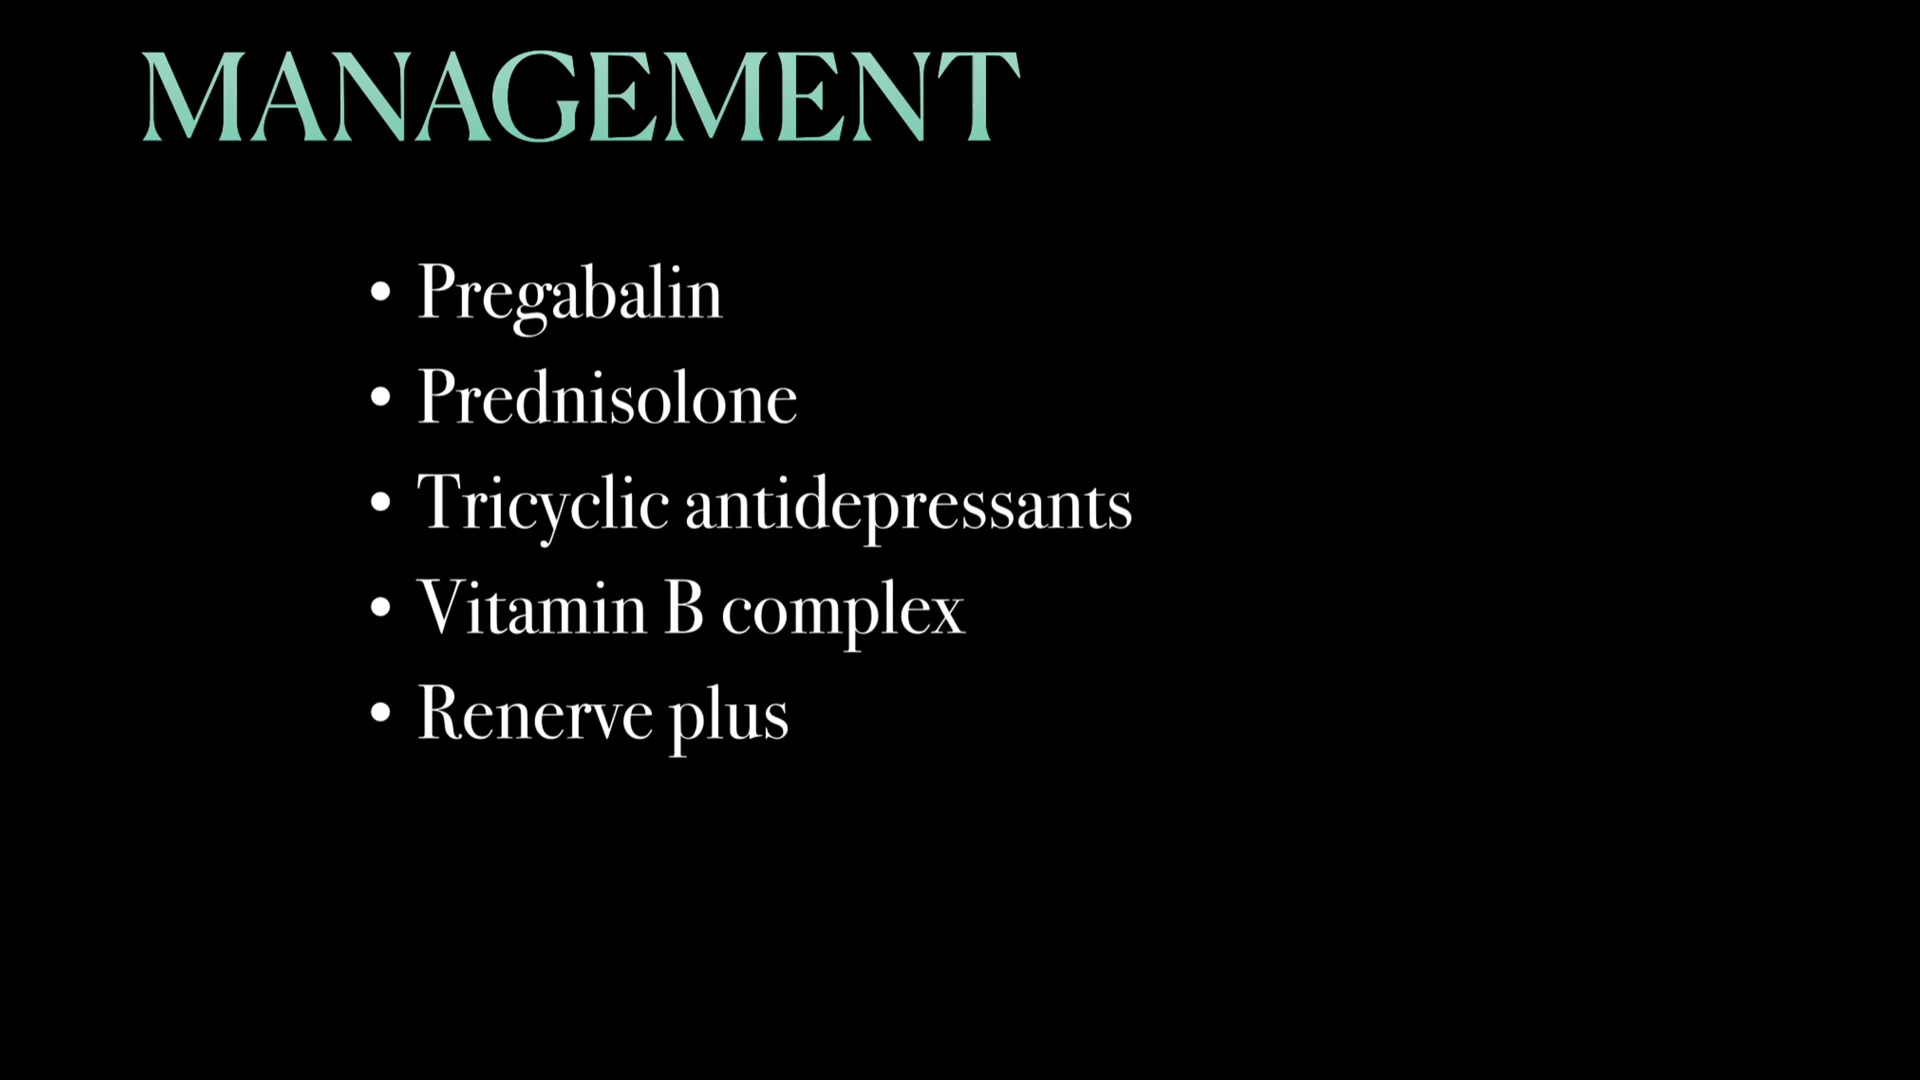 MANAGEMENT
• Pregabalin
• Prednisolone
• Tricyclic antidepressants
• Vitamin B complex
• Renerve plus